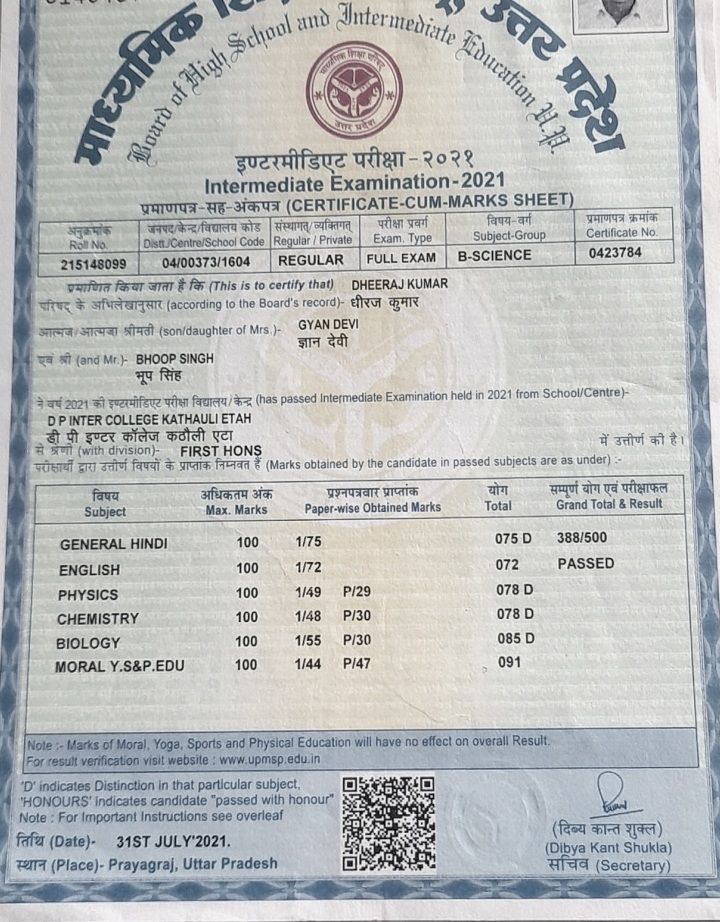 माध्यमिक उत्तर प्रदेश
Board of High School and Intermediate Education U.P.
माध्यमिक शिक्षा परिषद्
उत्तर प्रदेश
इण्टरमीडिएट परीक्षा - २०२१
Intermediate Examination-2021
प्रमाणपत्र-सह-अंकपत्र (CERTIFICATE-CUM-MARKS SHEET)
अनुक्रमांक जनपद/केन्द्र/विद्यालय कोड संस्थागत/व्यक्तिगत परीक्षा प्रवर्ग विषय-वर्ग प्रमाणपत्र क्रमांक
Roll No. Distt./Centre/School Code Regular / Private Exam. Type Subject-Group Certificate No.
215148099 04/00373/1604 REGULAR FULL EXAM B-SCIENCE 0423784
प्रमाणित किया जाता है कि (This is to certify that) DHEERAJ KUMAR
परिषद् के अभिलेखानुसार (according to the Board's record)- धीरज कुमार
आत्मज/आत्मजा श्रीमती (son/daughter of Mrs.)- GYAN DEVI
ज्ञान देवी
एवं श्री (and Mr.)- BHOOP SINGH
भूप सिंह
ने वर्ष 2021 की इण्टरमीडिएट परीक्षा विद्यालय/केन्द्र (has passed Intermediate Examination held in 2021 from School/Centre)-
D P INTER COLLEGE KATHAULI ETAH
डी पी इण्टर कॉलेज कठौली एटा
से श्रेणी (with division)- FIRST HONS में उत्तीर्ण की है।
परीक्षार्थी द्वारा उत्तीर्ण विषयों के प्राप्तांक निम्नवत हैं (Marks obtained by the candidate in passed subjects are as under) :-
विषय अधिकतम अंक प्रश्नपत्रवार प्राप्तांक योग सम्पूर्ण योग एवं परीक्षाफल
Subject Max. Marks Paper-wise Obtained Marks Total Grand Total & Result
GENERAL HINDI 100 1/75 075 D 388/500
ENGLISH 100 1/72 072 PASSED
PHYSICS 100 1/49 P/29 078 D
CHEMISTRY 100 1/48 P/30 078 D
BIOLOGY 100 1/55 P/30 085 D
MORAL Y.S&P.EDU 100 1/44 P/47 091
Note :- Marks of Moral, Yoga, Sports and Physical Education will have no effect on overall Result.
For result verification visit website : www.upmsp.edu.in
'D' indicates Distinction in that particular subject,
'HONOURS' indicates candidate "passed with honour"
Note : For Important Instructions see overleaf
तिथि (Date)- 31ST JULY'2021.
स्थान (Place)- Prayagraj, Uttar Pradesh
(दिब्य कान्त शुक्ल)
(Dibya Kant Shukla)
सचिव (Secretary)